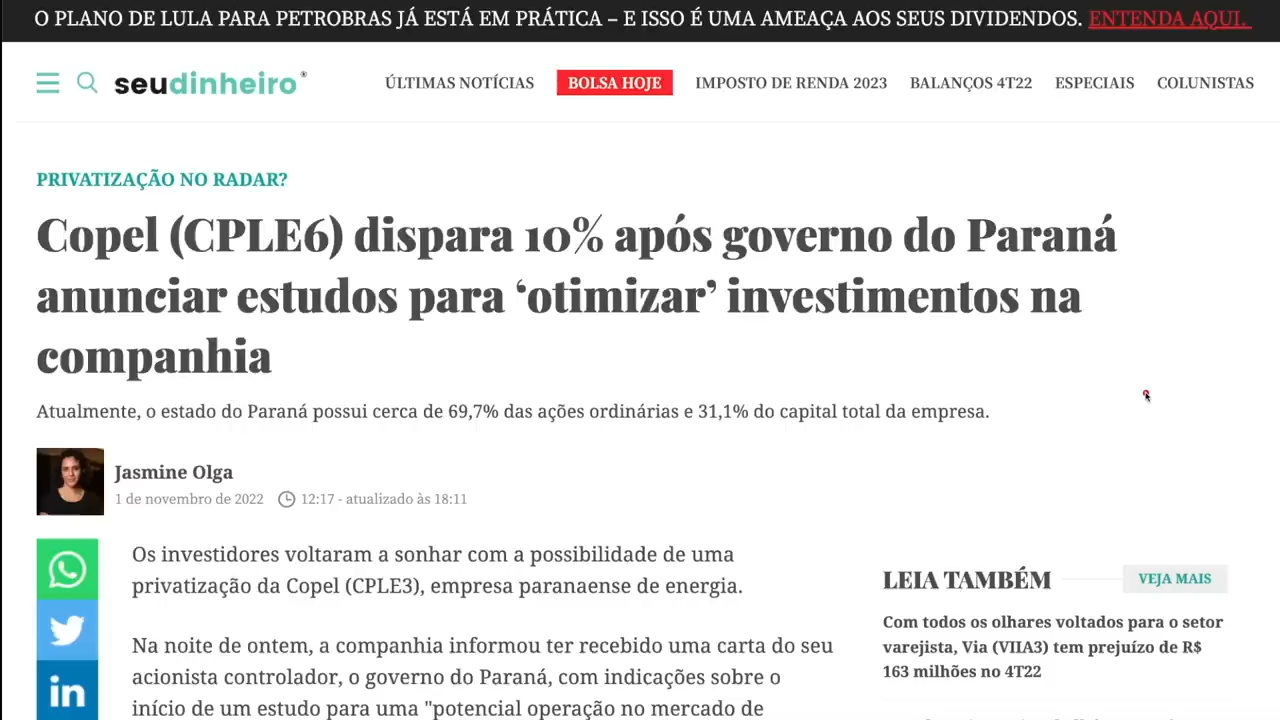 O PLANO DE LULA PARA PETROBRAS JÁ ESTÁ EM PRÁTICA – E ISSO É UMA AMEAÇA AOS SEUS DIVIDENDOS. ENTENDA AQUI.
seudinheiro®
ÚLTIMAS NOTÍCIAS BOLSA HOJE IMPOSTO DE RENDA 2023 BALANÇOS 4T22 ESPECIAIS COLUNISTAS
PRIVATIZAÇÃO NO RADAR?
Copel (CPLE6) dispara 10% após governo do Paraná
anunciar estudos para ‘otimizar’ investimentos na
companhia
Atualmente, o estado do Paraná possui cerca de 69,7% das ações ordinárias e 31,1% do capital total da empresa.
Jasmine Olga
1 de novembro de 2022 12:17 - atualizado às 18:11
Os investidores voltaram a sonhar com a possibilidade de uma
privatização da Copel (CPLE3), empresa paranaense de energia.
Na noite de ontem, a companhia informou ter recebido uma carta do seu
acionista controlador, o governo do Paraná, com indicações sobre o
início de um estudo para uma "potencial operação no mercado de
LEIA TAMBÉM VEJA MAIS
Com todos os olhares voltados para o setor
varejista, Via (VIIA3) tem prejuízo de R$
163 milhões no 4T22